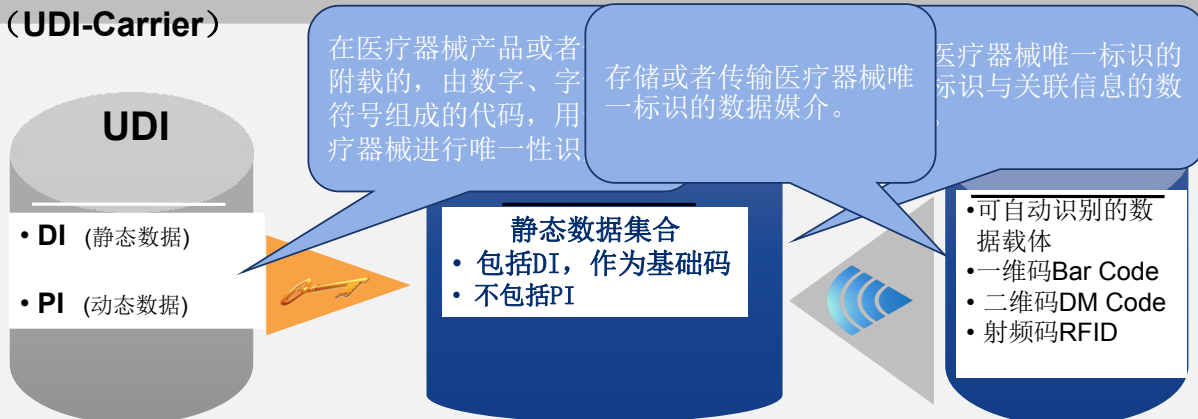 （UDI-Carrier）
在医疗器械产品或者
附载的，由数字、字
符号组成的代码，用
疗器械进行唯一性识
存储或者传输医疗器械唯
一标识的数据媒介。
医疗器械唯一标识的
标识与关联信息的数
。
UDI
• DI (静态数据)
• PI (动态数据)
静态数据集合
• 包括DI，作为基础码
• 不包括PI
•可自动识别的数
据载体
•一维码Bar Code
•二维码DM Code
• 射频码RFID